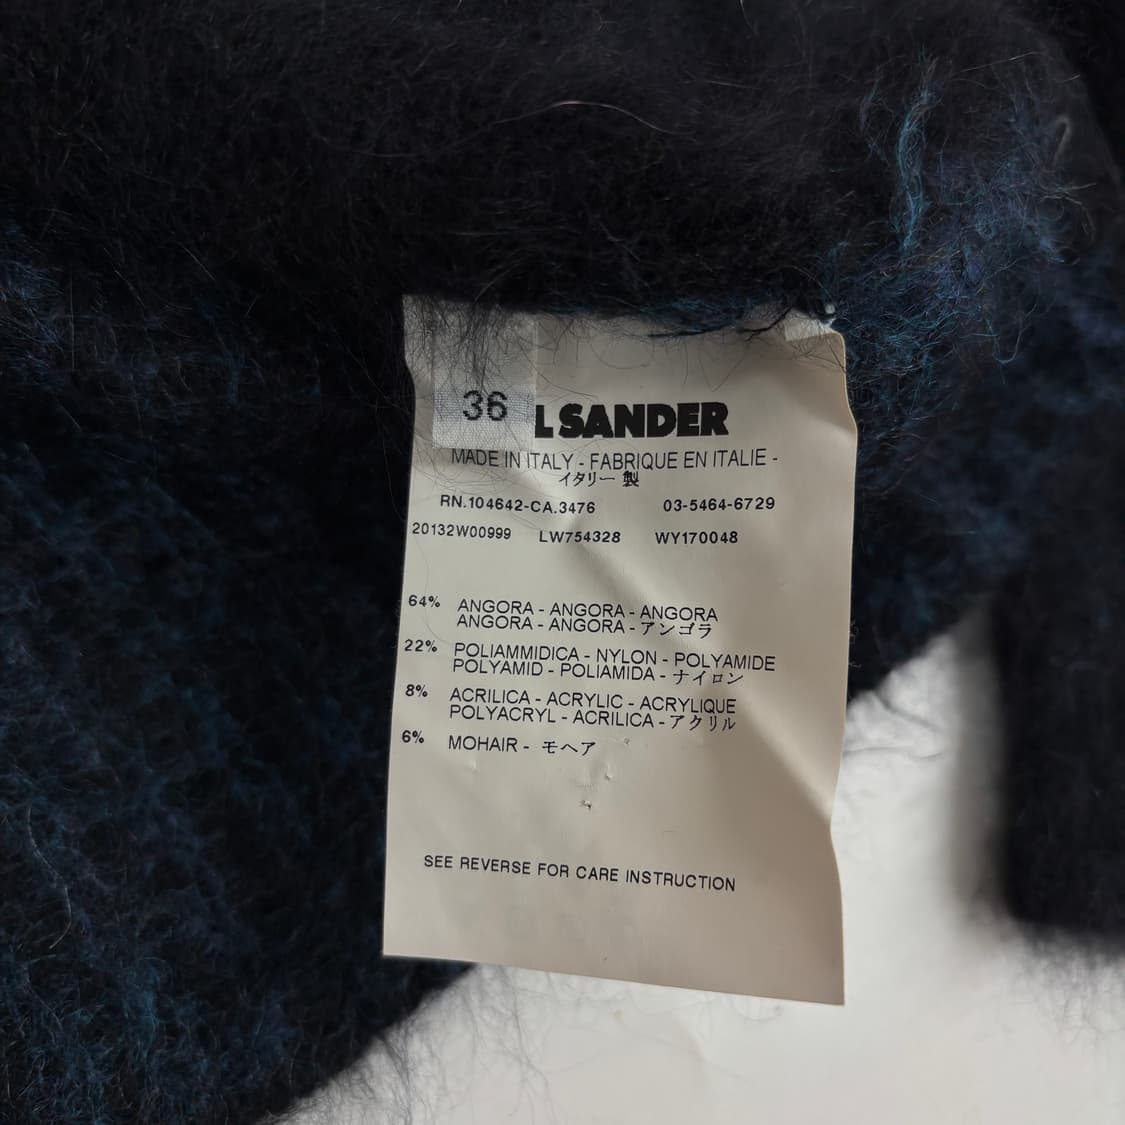 36
L SANDER
MADE IN ITALY - FABRIQUE EN ITALIE -
イタリー 製
RN.104642-CA.3476 03-5464-6729
20132W00999 LW754328 WY170048
64% ANGORA - ANGORA - ANGORA
ANGORA - ANGORA - アンゴラ
22% POLIAMMIDICA - NYLON - POLYAMIDE
POLYAMID - POLIAMIDA - ナイロン
8% ACRILICA - ACRYLIC - ACRYLIQUE
POLYACRYL - ACRILICA - アクリル
6% MOHAIR - モヘア
SEE REVERSE FOR CARE INSTRUCTION